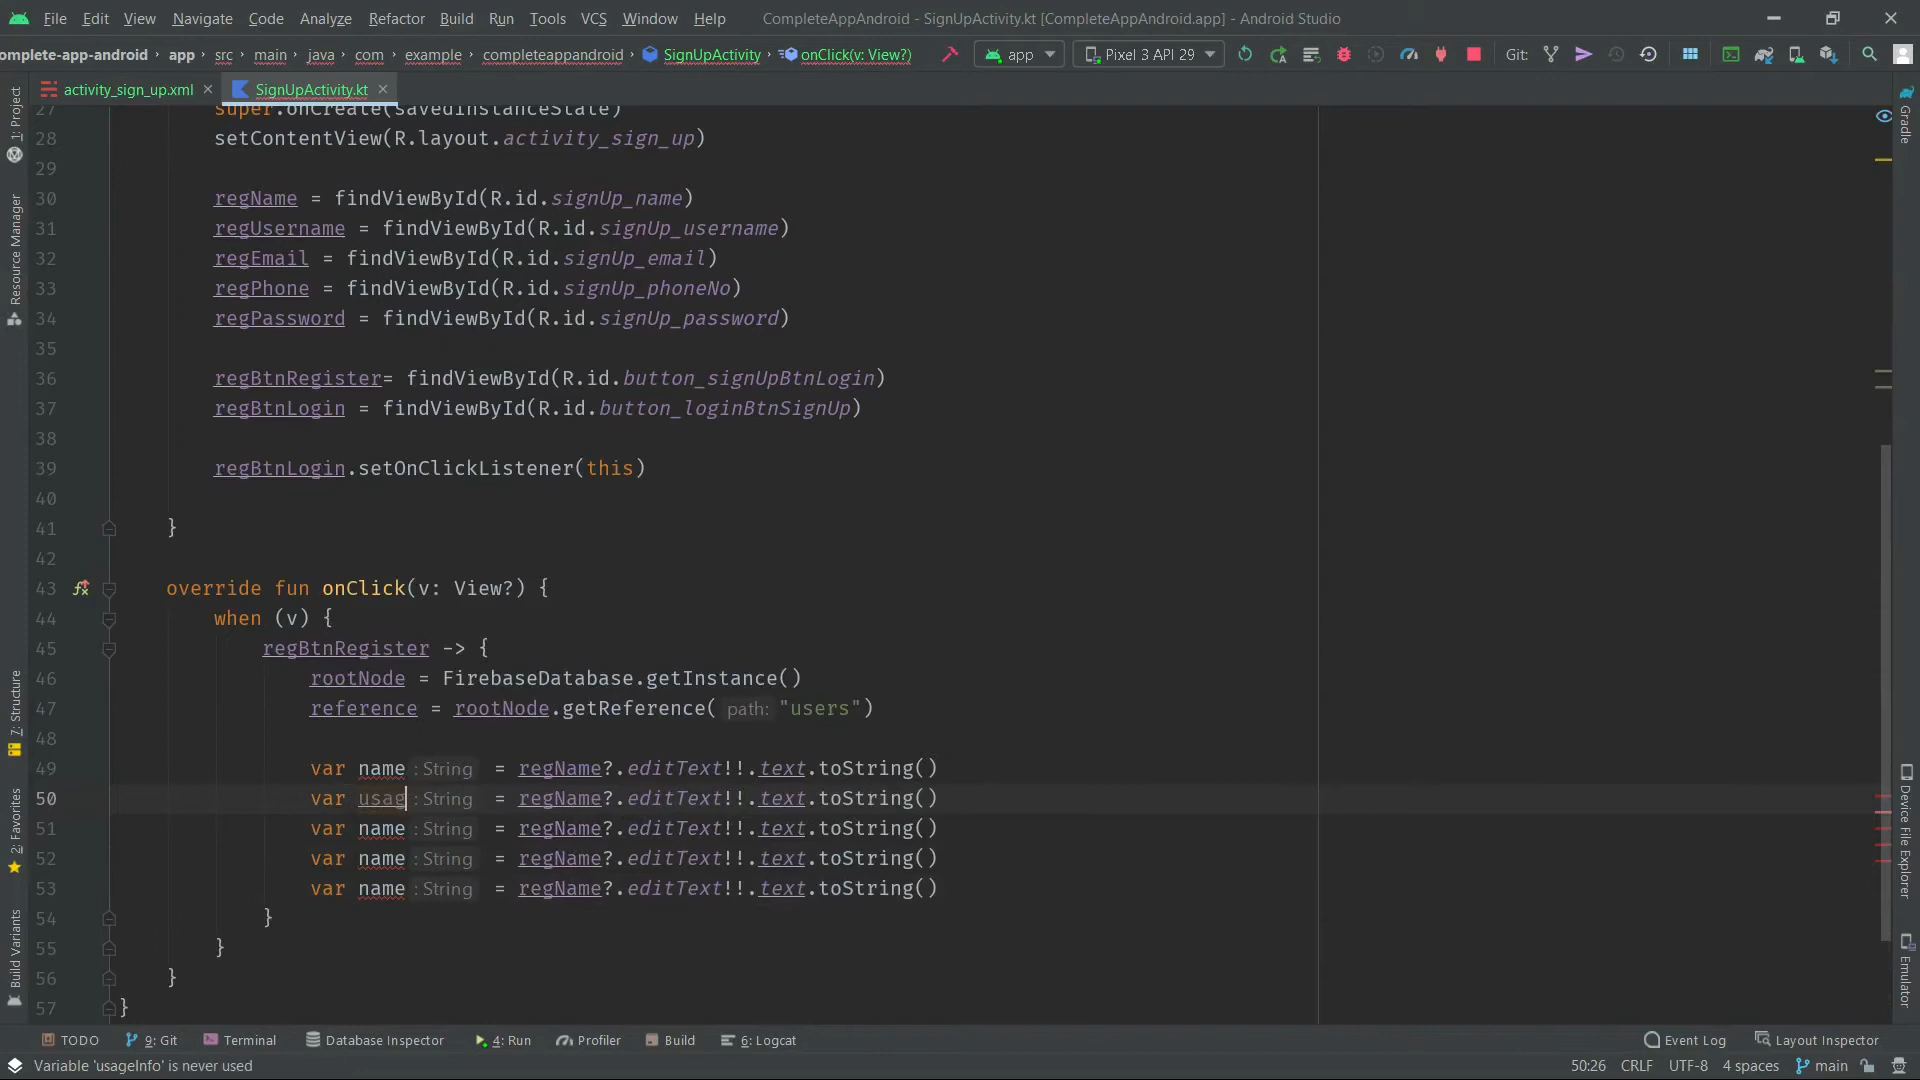 File Edit View Navigate Code Analyze Refactor Build Run Tools VCS Window Help CompleteAppAndroid - SignUpActivity.kt [CompleteAppAndroid.app] - Android Studio
omplete-app-android app src main java com example completeappandroid SignUpActivity onClick(v: View?) app Pixel 3 API 29 Git:
activity_sign_up.xml SignUpActivity.kt
1: Project
Resource Manager
7: Structure
2: Favorites
Build Variants
27 super.onCreate(savedInstanceState)
28 setContentView(R.layout.activity_sign_up)
29
30 regName = findViewById(R.id.signUp_name)
31 regUsername = findViewById(R.id.signUp_username)
32 regEmail = findViewById(R.id.signUp_email)
33 regPhone = findViewById(R.id.signUp_phoneNo)
34 regPassword = findViewById(R.id.signUp_password)
35
36 regBtnRegister= findViewById(R.id.button_signUpBtnLogin)
37 regBtnLogin = findViewById(R.id.button_loginBtnSignUp)
38
39 regBtnLogin.setOnClickListener(this)
40
41 }
42
43 override fun onClick(v: View?) {
44 when (v) {
45 regBtnRegister -> {
46 rootNode = FirebaseDatabase.getInstance()
47 reference = rootNode.getReference( path: "users")
48
49 var name : String = regName?.editText!!.text.toString()
50 var usag : String = regName?.editText!!.text.toString()
51 var name : String = regName?.editText!!.text.toString()
52 var name : String = regName?.editText!!.text.toString()
53 var name : String = regName?.editText!!.text.toString()
54 }
55 }
56 }
57 }
Gradle
Device File Explorer
Emulator
TODO 9: Git Terminal Database Inspector 4: Run Profiler Build 6: Logcat Event Log Layout Inspector
Variable 'usageInfo' is never used 50:26 CRLF UTF-8 4 spaces main